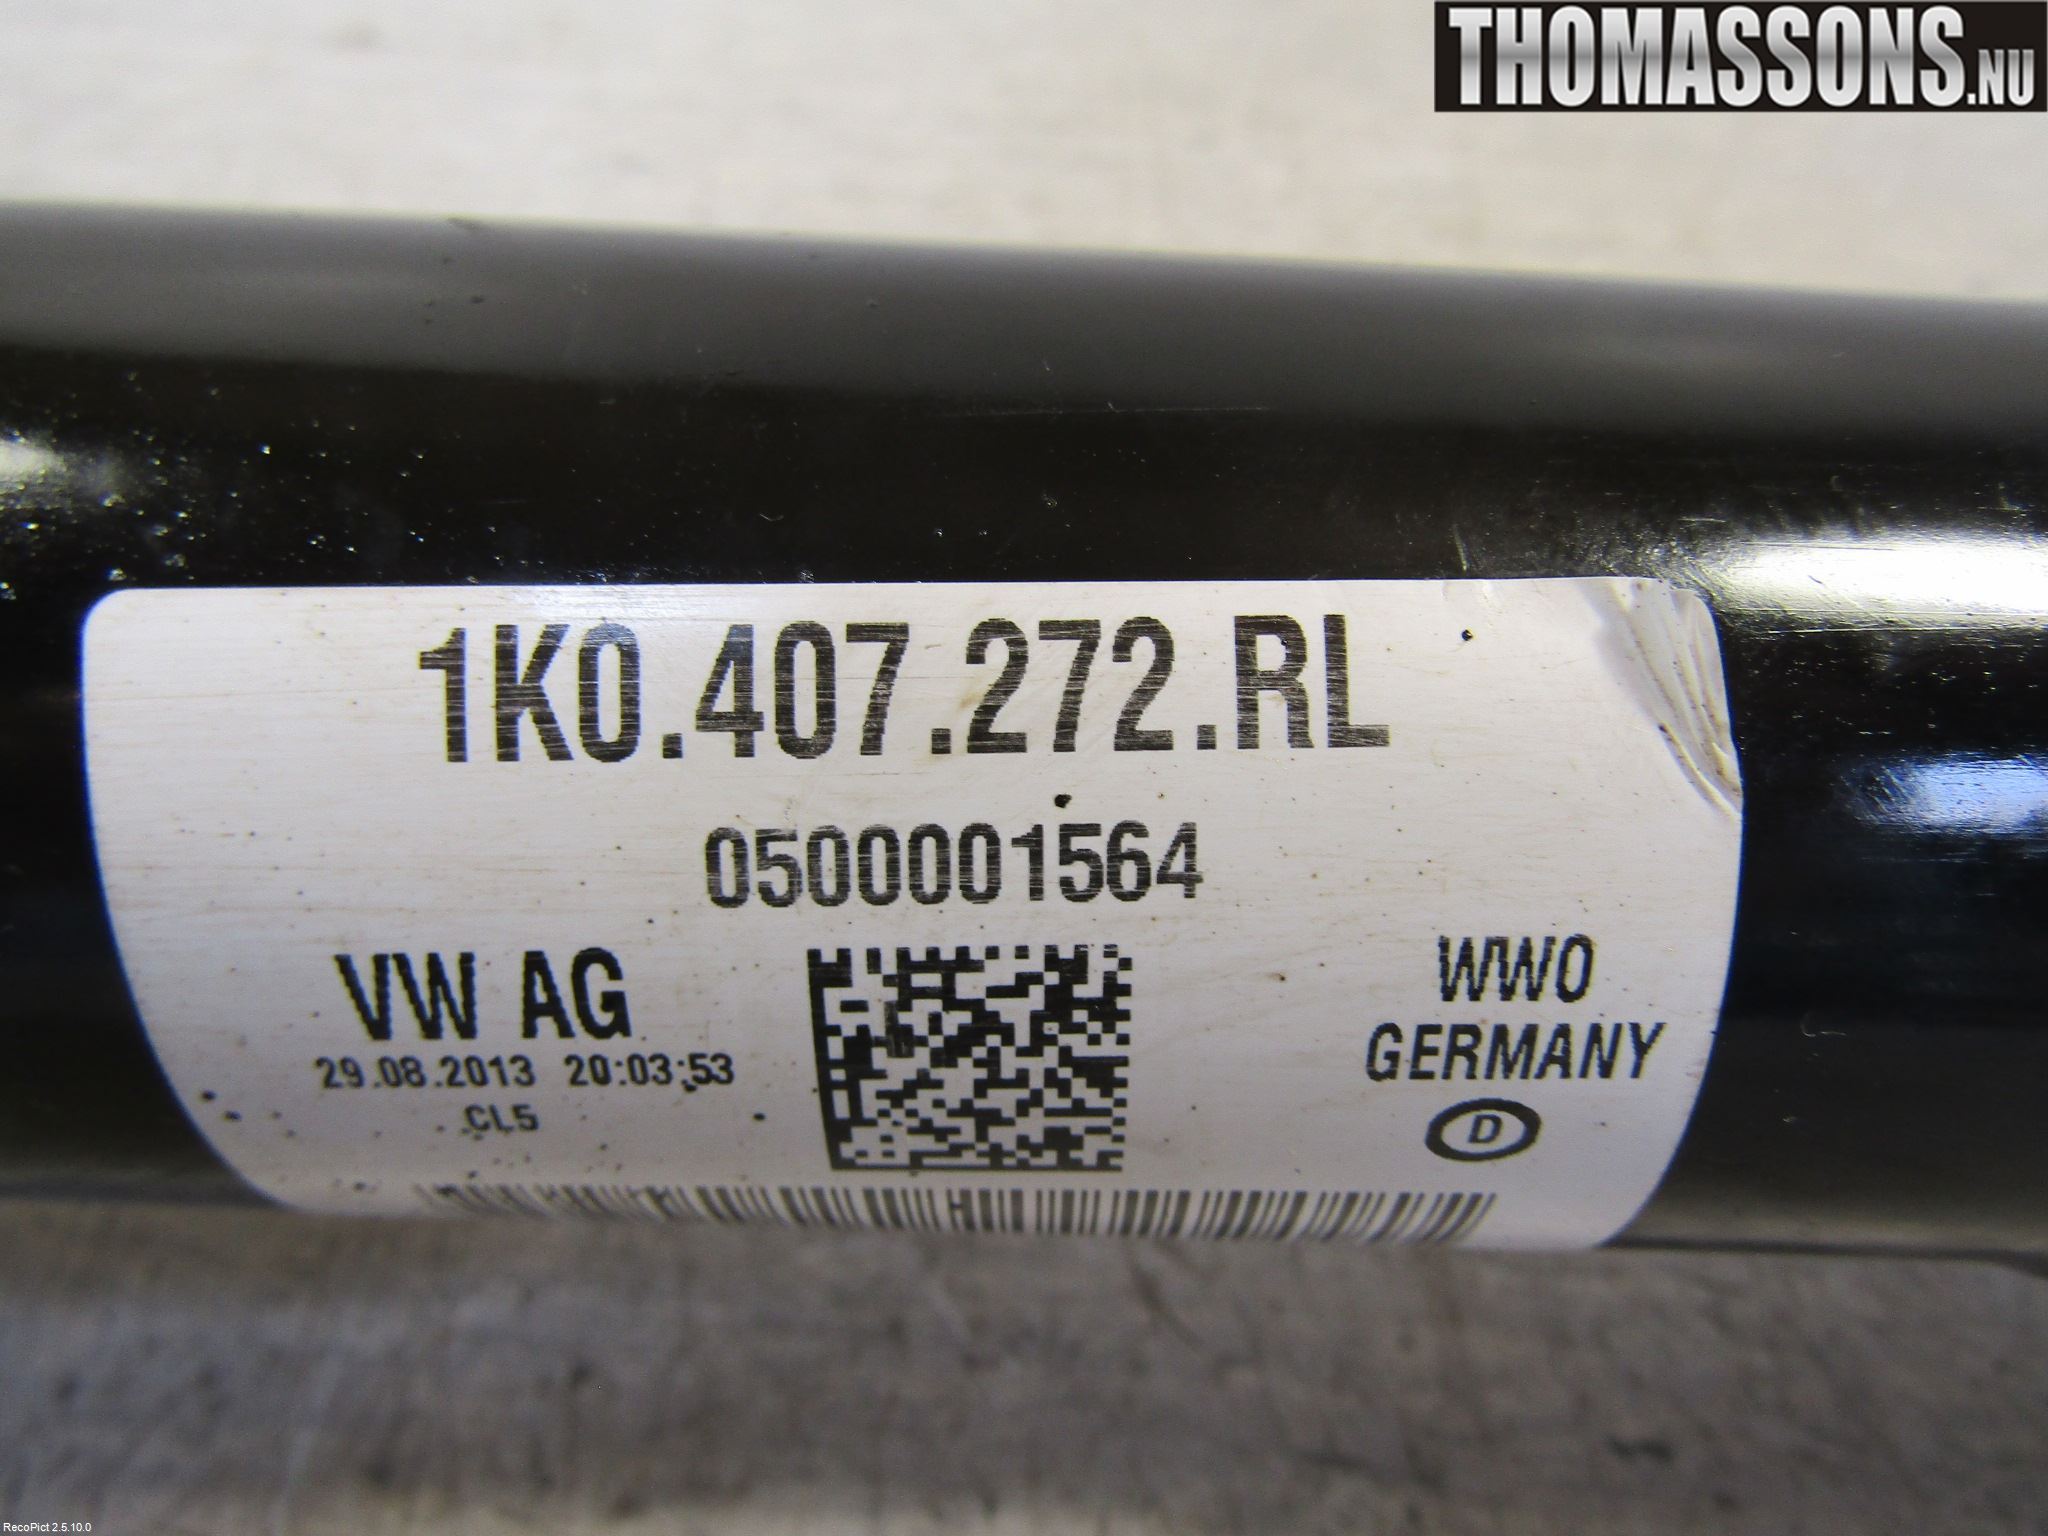 THOMASSONS.NU
1K0.407.272.RL
0500001564
VW AG
29.08.2013 20:03:53
CL5
WWO
GERMANY
D
RecoPict 2.5.10.0